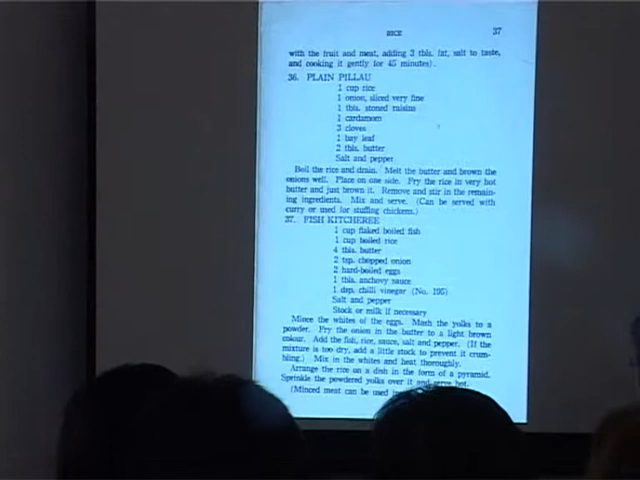 RICE 37
with the fruit and meat, adding 3 tbls. fat, salt to taste,
and cooking it gently for 45 minutes).
36. PLAIN PILLAU
1 cup rice
1 onion, sliced very fine
1 tbls. stoned raisins
1 cardamom
3 cloves
1 bay leaf
2 tbls. butter
Salt and pepper
Boil the rice and drain. Melt the butter and brown the
onions well. Place on one side. Fry the rice in very hot
butter and just brown it. Remove and stir in the remain-
ing ingredients. Mix and serve. (Can be served with
curry or used for stuffing chickens.)
37. FISH KITCHEREE
1 cup flaked boiled fish
1 cup boiled rice
4 tbls. butter
2 tsp. chopped onion
2 hard-boiled eggs
1 tbls. anchovy sauce
1 dsp. chilli vinegar (No. 195)
Salt and pepper
Stock or milk if necessary
Mince the whites of the eggs. Mash the yolks to a
powder. Fry the onion in the butter to a light brown
colour. Add the fish, rice, sauce, salt and pepper. (If the
mixture is too dry, add a little stock to prevent it crum-
bling.) Mix in the whites and heat thoroughly.
Arrange the rice on a dish in the form of a pyramid.
Sprinkle the powdered yolks over it and serve hot.
(Minced meat can be used